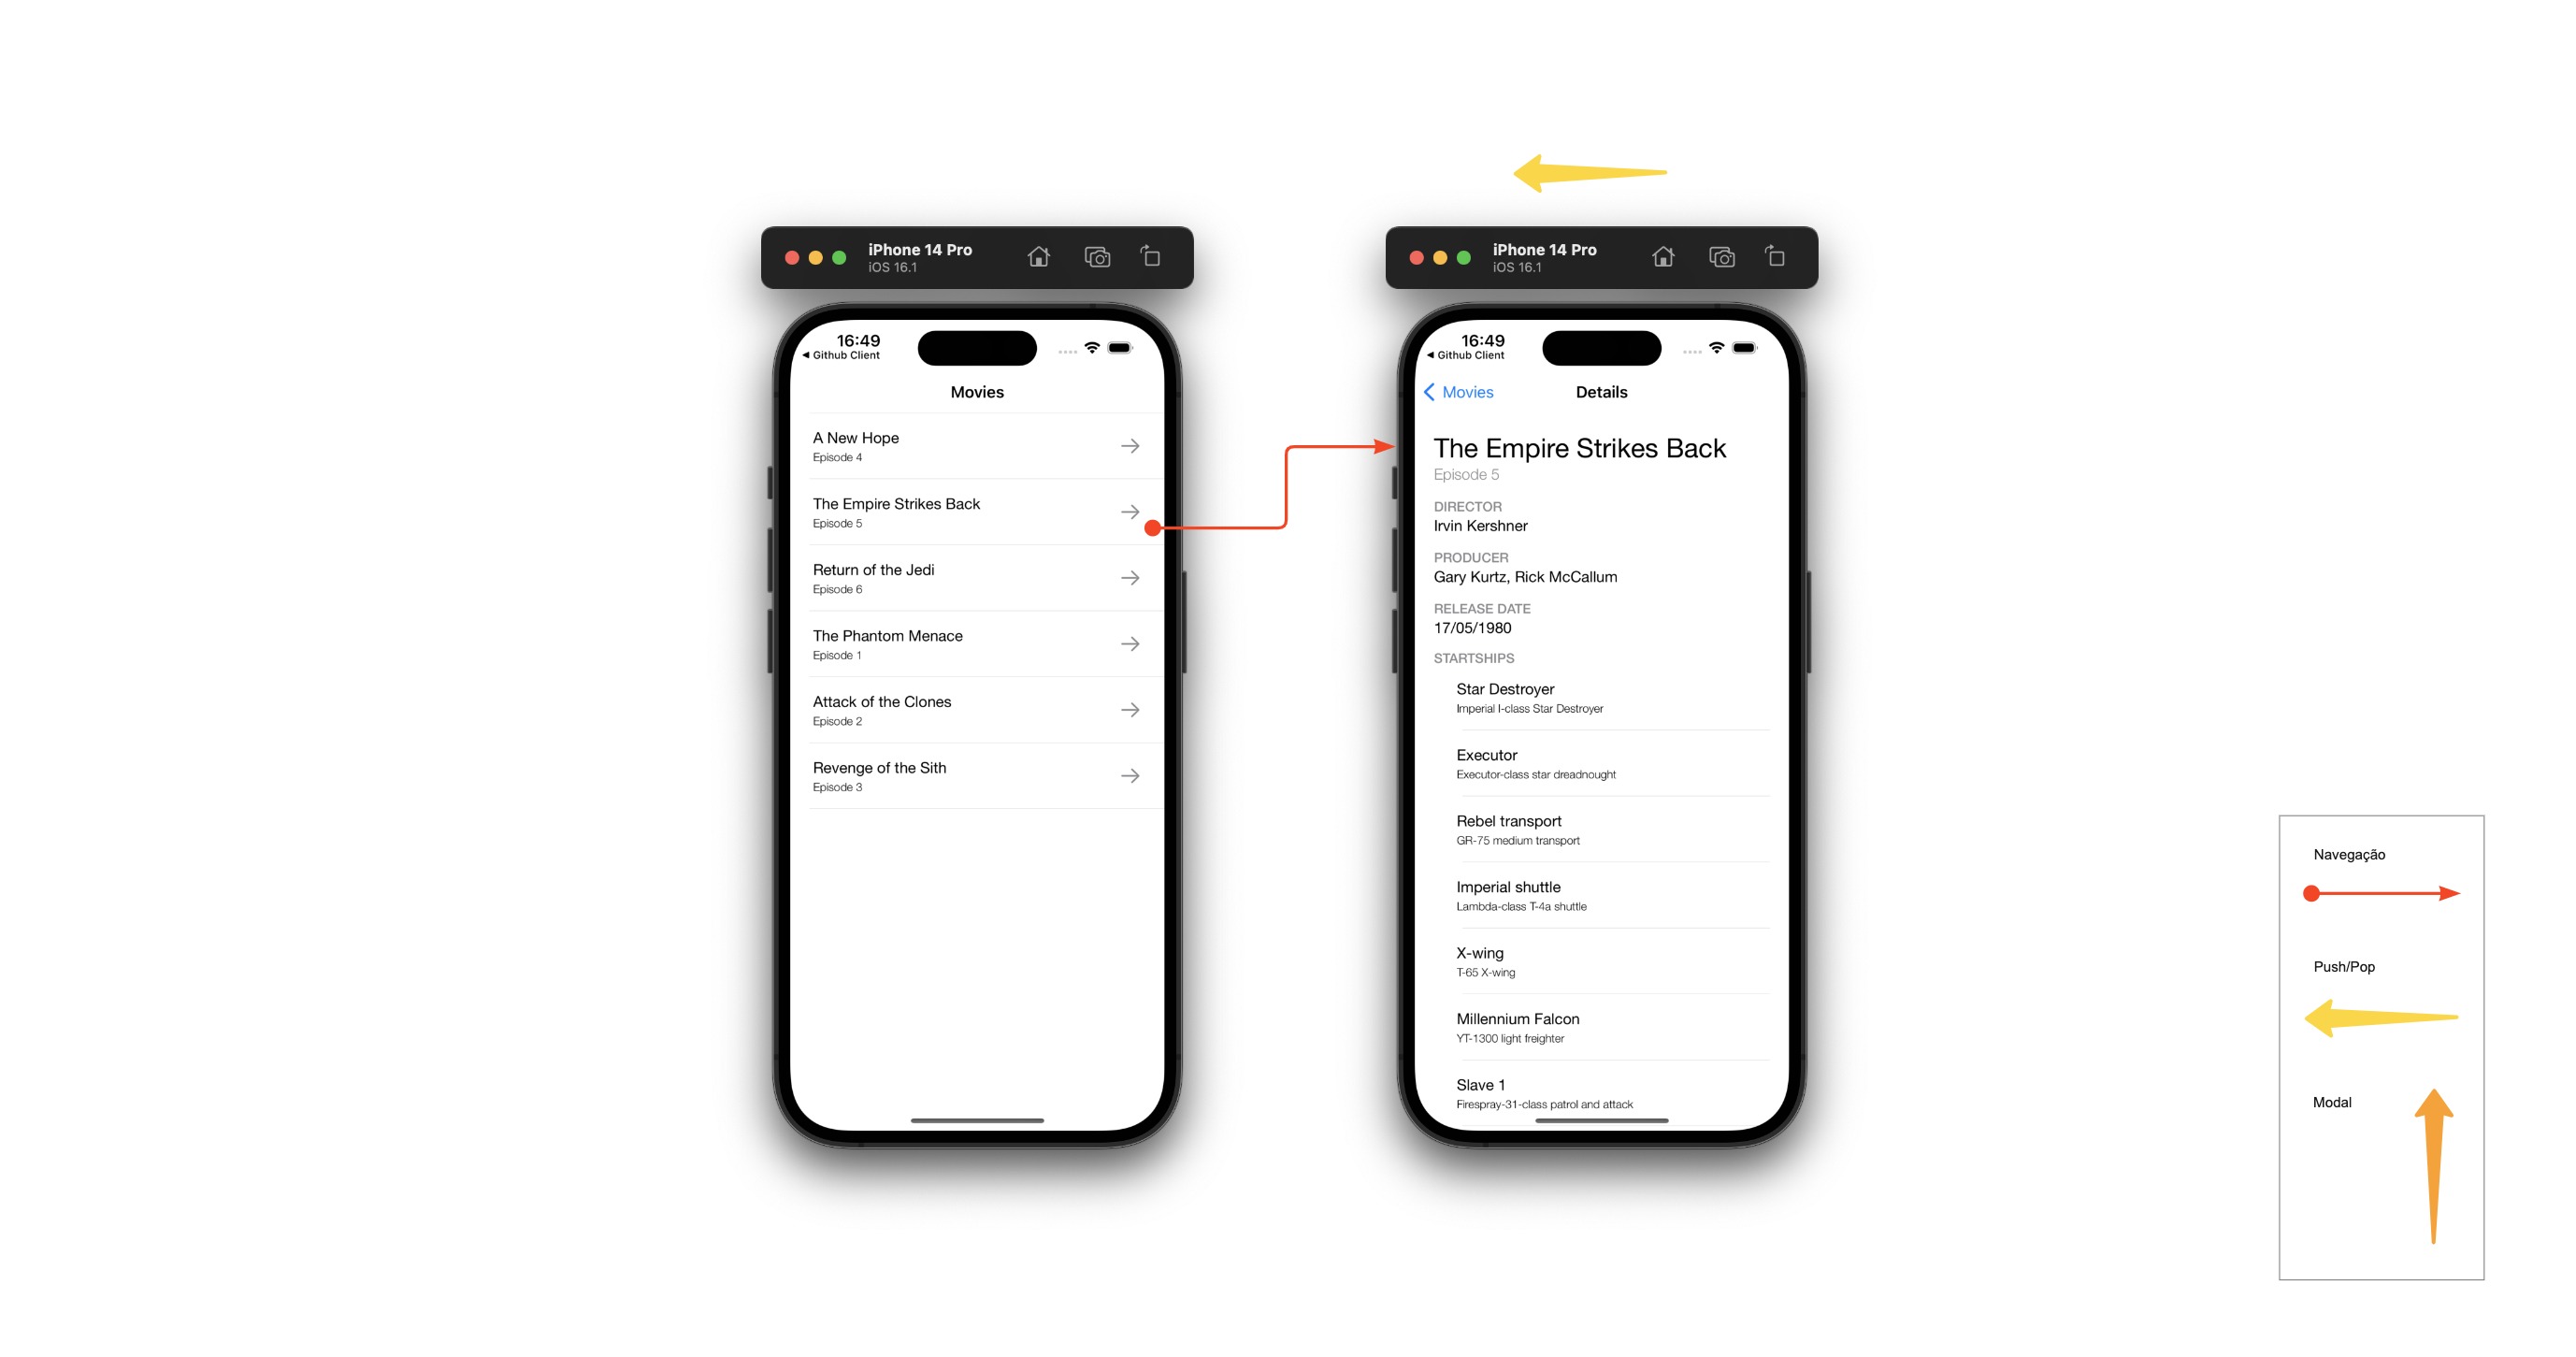 iPhone 14 Pro
iOS 16.1
16:49
◀ Github Client
Movies
A New Hope
Episode 4
The Empire Strikes Back
Episode 5
Return of the Jedi
Episode 6
The Phantom Menace
Episode 1
Attack of the Clones
Episode 2
Revenge of the Sith
Episode 3
iPhone 14 Pro
iOS 16.1
16:49
◀ Github Client
Movies
Details
The Empire Strikes Back
Episode 5
DIRECTOR
Irvin Kershner
PRODUCER
Gary Kurtz, Rick McCallum
RELEASE DATE
17/05/1980
STARTSHIPS
Star Destroyer
Imperial I-class Star Destroyer
Executor
Executor-class star dreadnought
Rebel transport
GR-75 medium transport
Imperial shuttle
Lambda-class T-4a shuttle
X-wing
T-65 X-wing
Millennium Falcon
YT-1300 light freighter
Slave 1
Firespray-31-class patrol and attack
Navegação
Push/Pop
Modal